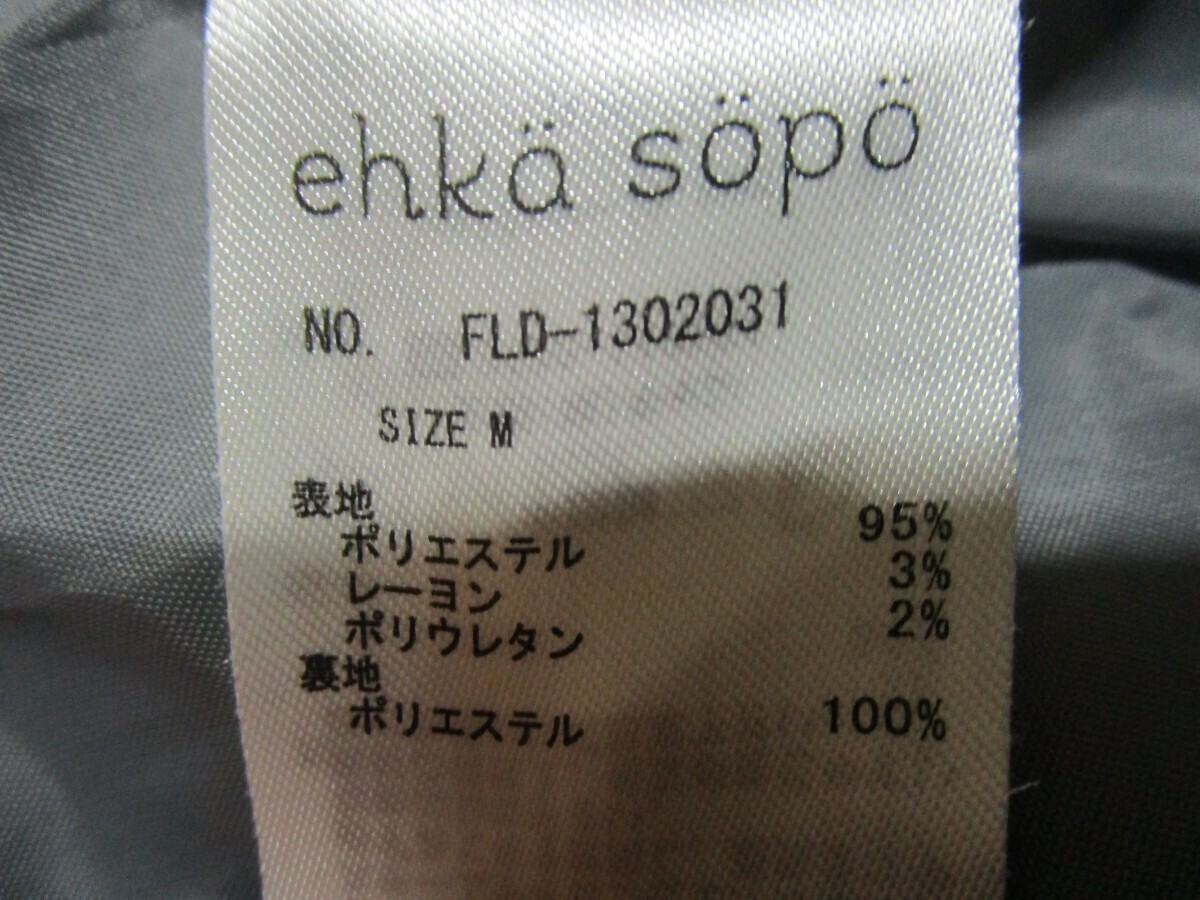 ehkä söpö
NO. FLD-1302031
SIZE M
表地
ポリエステル 95%
レーヨン 3%
ポリウレタン 2%
裏地
ポリエステル 100%